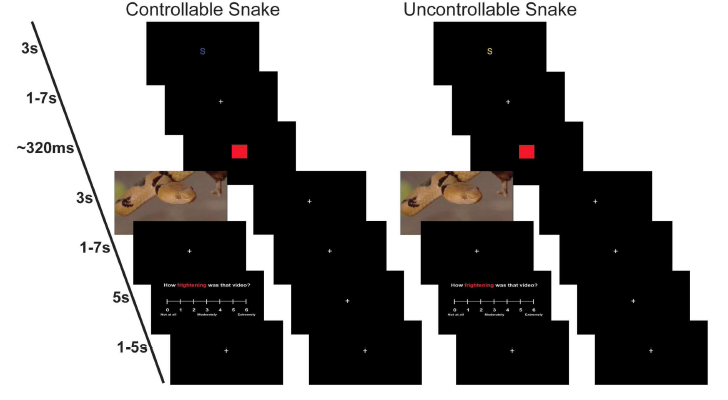 Controllable Snake
Uncontrollable Snake
3s
S
S
1-7s
+
+
~320ms
3s
+
+
1-7s
+
+
+
+
5s
How frightening was that video?
0 1 2 3 4 5 6
Not at all Moderately Extremely
+
How frightening was that video?
0 1 2 3 4 5 6
Not at all Moderately Extremely
+
1-5s
+
+
+
+